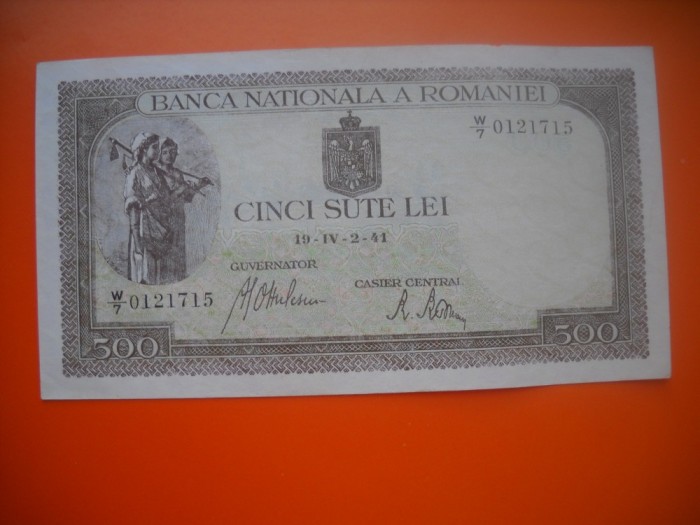 BANCA NATIONALA A ROMANIEI
W/7 0121715
CINCI SUTE LEI
19-IV-2-41
GUVERNATOR
CASIER CENTRAL
W/7 0121715
500
500